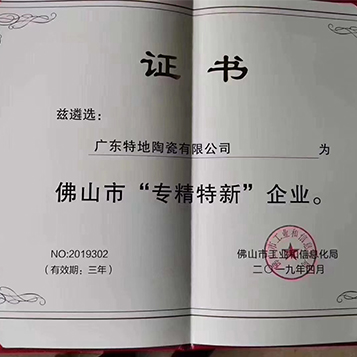 证书
兹遴选：
广东特地陶瓷有限公司 为
佛山市“专精特新”企业。
NO:2019302
（有效期：三年）
佛山市工业和信息化局
二〇一九年四月